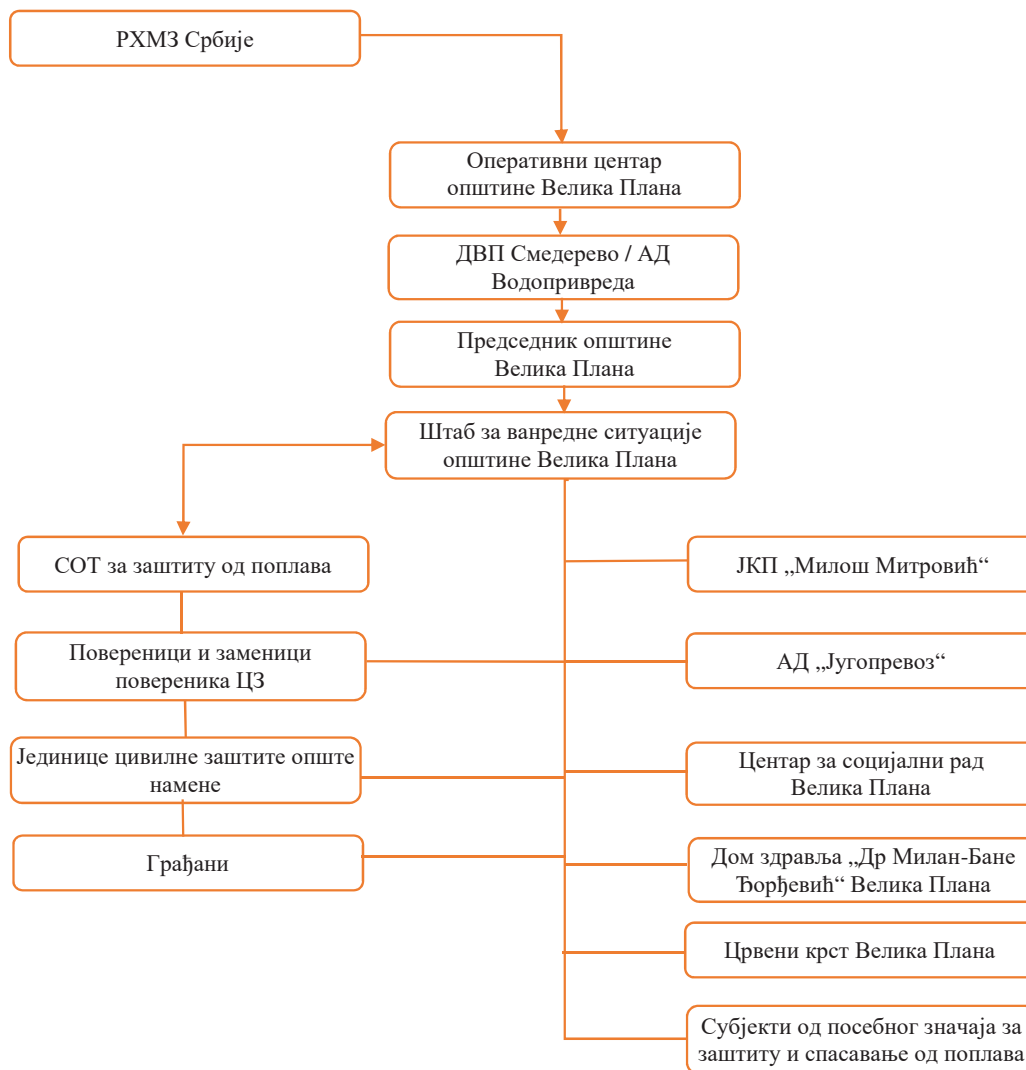 РХМЗ Србије
Оперативни центар
општине Велика Плана
ДВП Смедерево / АД
Водопривреда
Председник општине
Велика Плана
Штаб за ванредне ситуације
општине Велика Плана
СОТ за заштиту од поплава
Повереници и заменици
повереника ЦЗ
Јединице цивилне заштите опште
намене
Грађани
ЈКП „Милош Митровић“
АД „Југопревоз“
Центар за социјални рад
Велика Плана
Дом здравља „Др Милан-Бане
Ђорђевић“ Велика Плана
Црвени крст Велика Плана
Субјекти од посебног значаја за
заштиту и спасавање од поплава